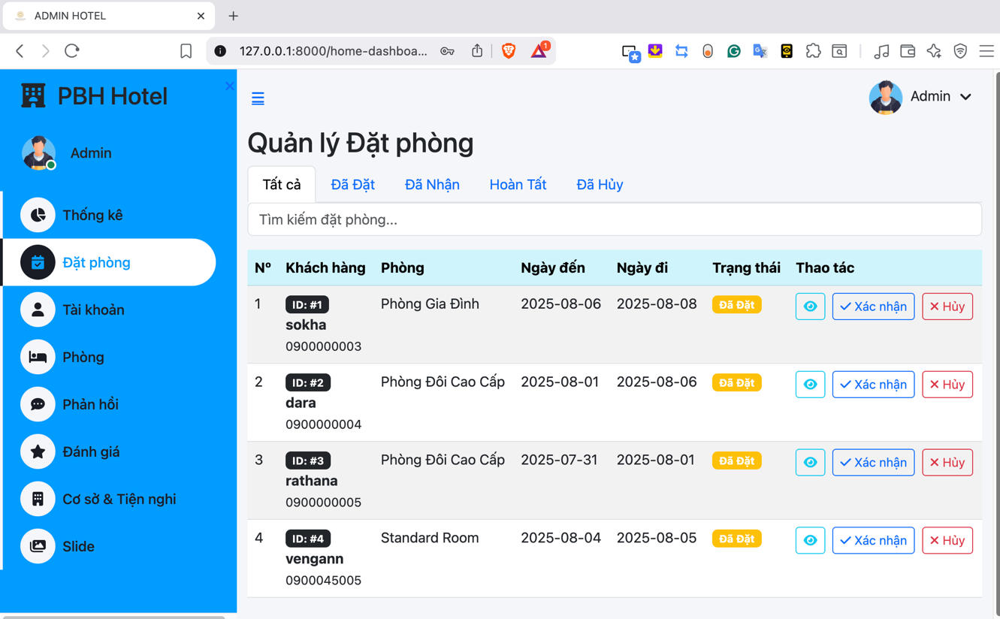 ADMIN HOTEL
127.0.0.1:8000/home-dashboa...
1
PBH Hotel
Admin
Admin
Thống kê
Đặt phòng
Tài khoản
Phòng
Phản hồi
Đánh giá
Cơ sở & Tiện nghi
Slide
Quản lý Đặt phòng
Tất cả Đã Đặt Đã Nhận Hoàn Tất Đã Hủy
Tìm kiếm đặt phòng...
Nº Khách hàng Phòng Ngày đến Ngày đi Trạng thái Thao tác
1 ID: #1 Phòng Gia Đình 2025-08-06 2025-08-08 Đã Đặt Xác nhận Hủy
sokha
0900000003
2 ID: #2 Phòng Đôi Cao Cấp 2025-08-01 2025-08-06 Đã Đặt Xác nhận Hủy
dara
0900000004
3 ID: #3 Phòng Đôi Cao Cấp 2025-07-31 2025-08-01 Đã Đặt Xác nhận Hủy
rathana
0900000005
4 ID: #4 Standard Room 2025-08-04 2025-08-05 Đã Đặt Xác nhận Hủy
vengann
0900045005